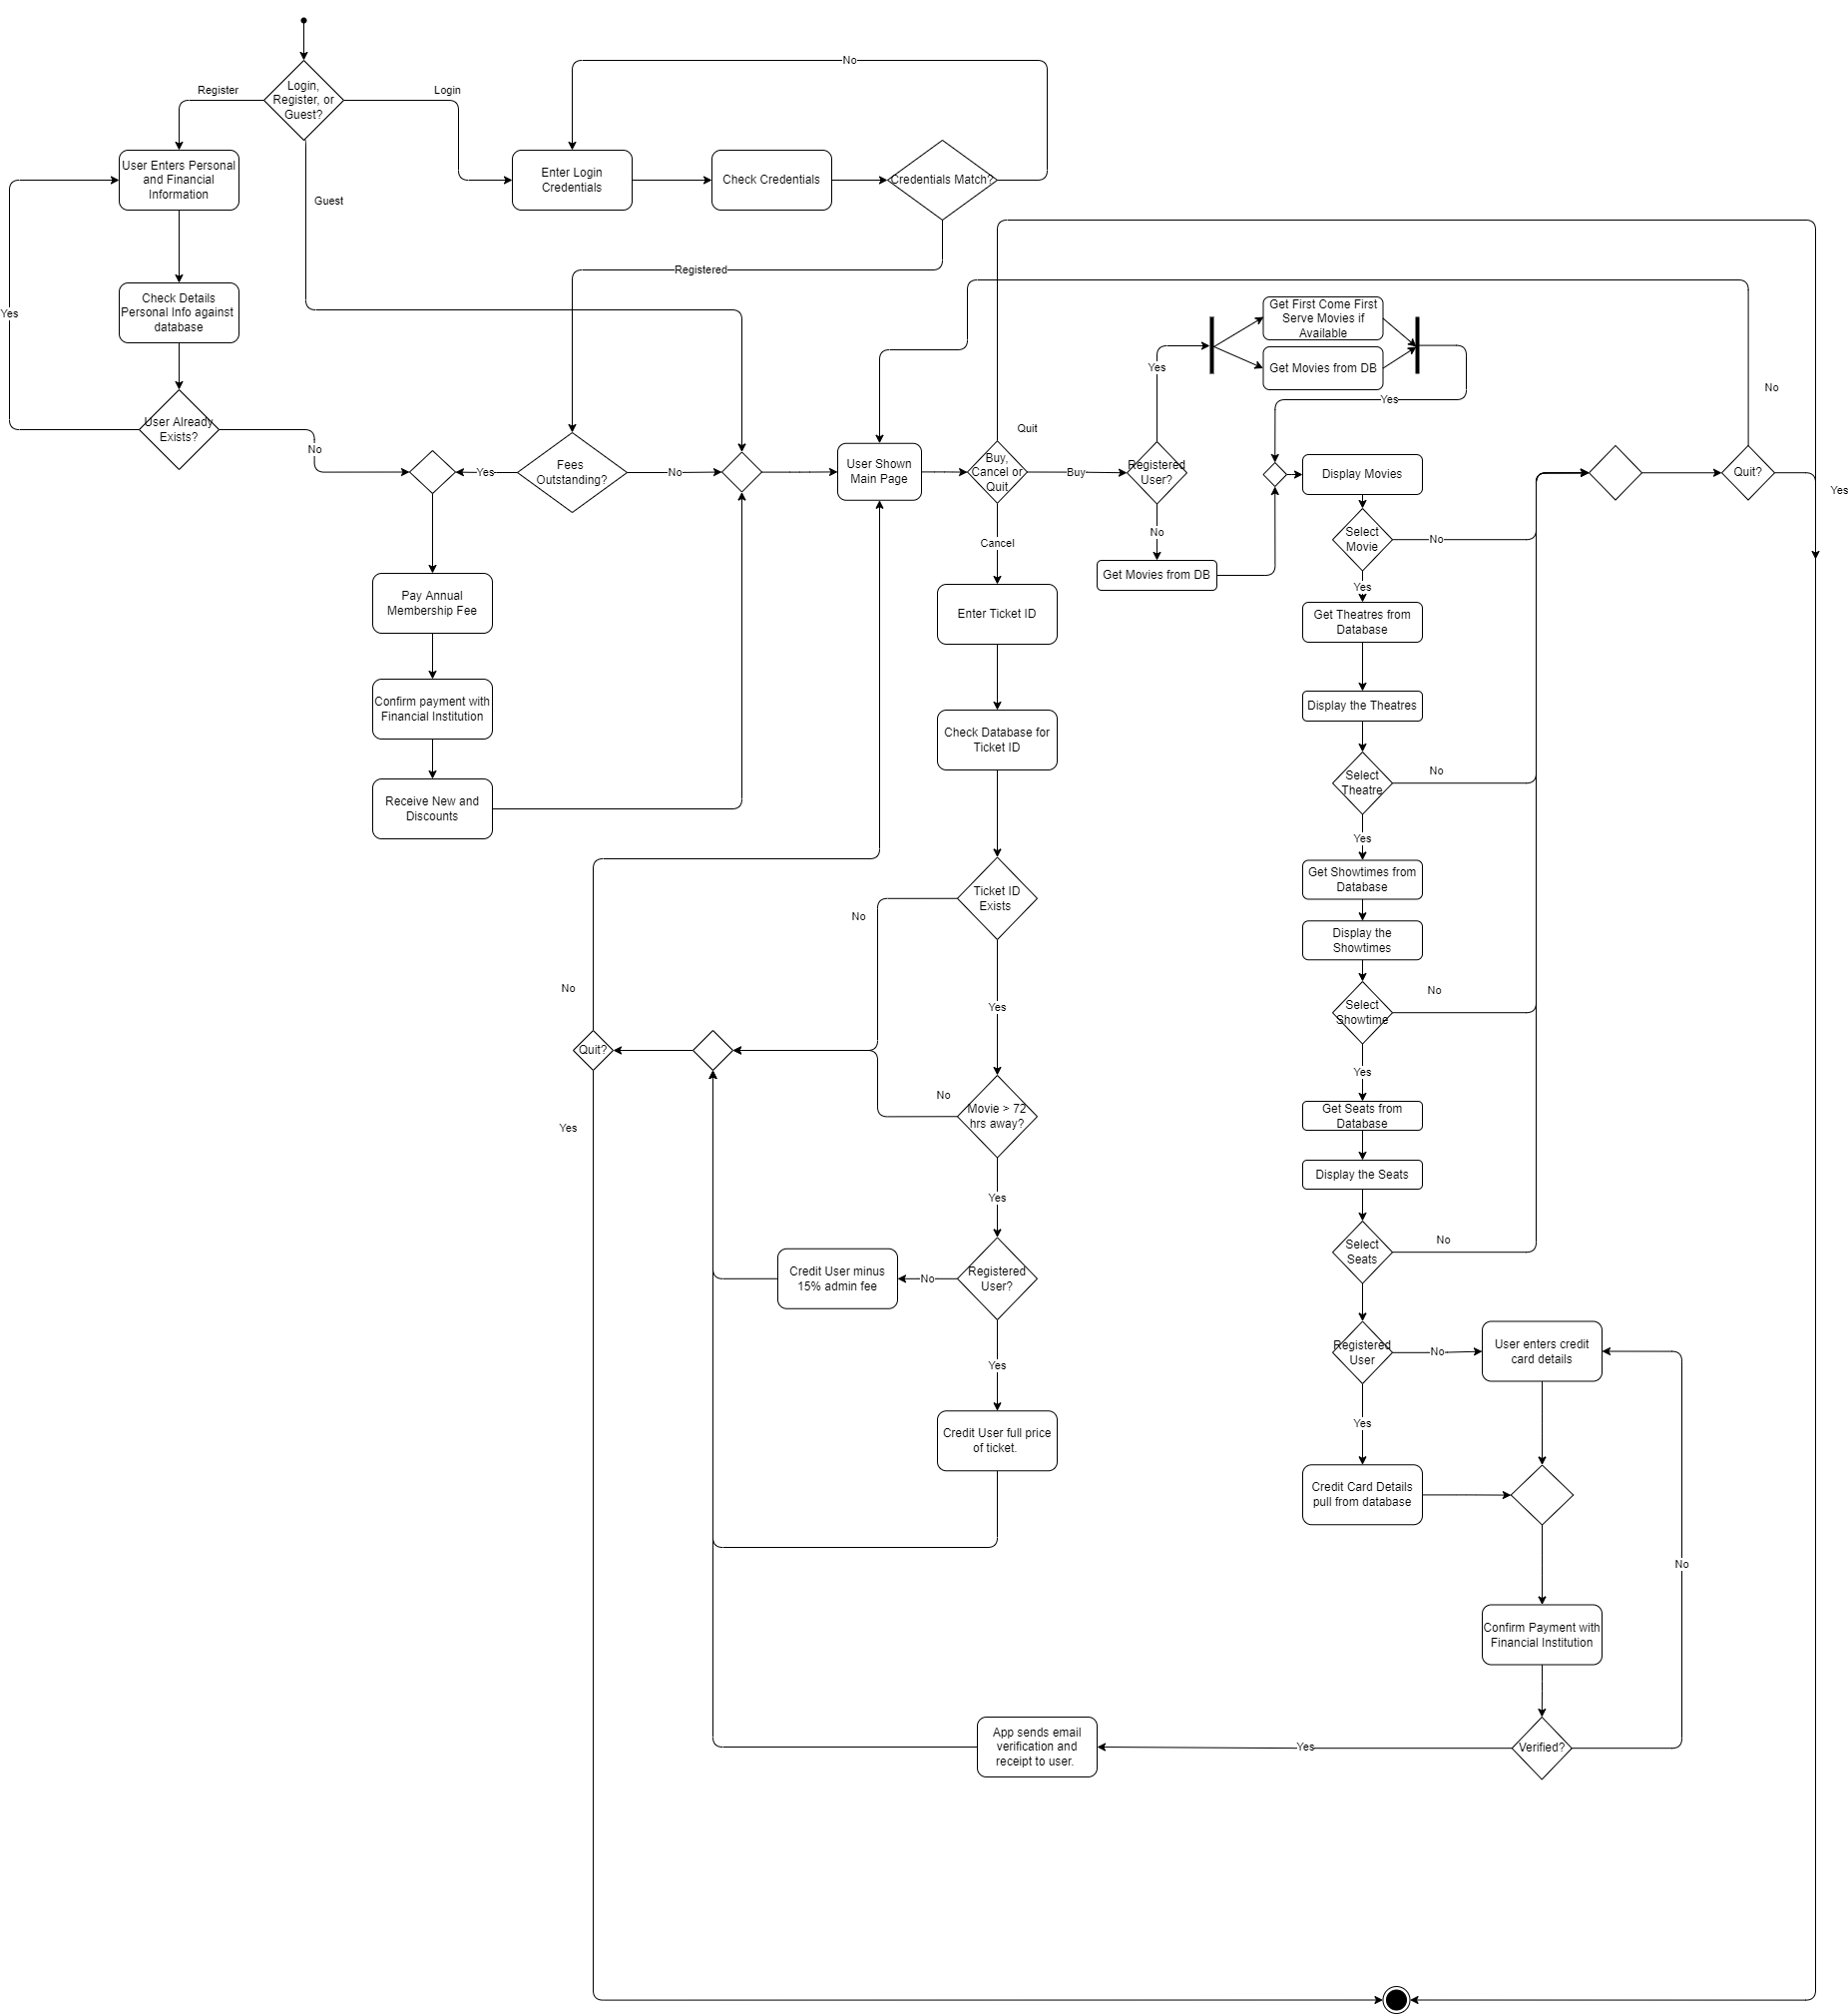 No
Login,
Register, or
Guest?
Register
Login
User Enters Personal
and Financial
Information
Enter Login
Credentials
Check Credentials
Credentials Match?
Guest
Registered
Check Details
Personal Info against
database
Yes
Get First Come First
Serve Movies if
Available
Get Movies from DB
Yes
Yes
No
User Already
Exists?
No
Quit
Fees
Outstanding?
Yes
No
User Shown
Main Page
Buy,
Cancel or
Quit
Buy
Registered
User?
Display Movies
Quit?
Yes
No
Cancel
Select
Movie
No
Get Movies from DB
Yes
Pay Annual
Membership Fee
Enter Ticket ID
Get Theatres from
Database
Confirm payment with
Financial Institution
Display the Theatres
Check Database for
Ticket ID
Select
Theatre
No
Receive New and
Discounts
Yes
Ticket ID
Exists
No
Get Showtimes from
Database
Display the
Showtimes
No
Yes
Select
Showtime
No
Quit?
Yes
No
Movie > 72
hrs away?
Get Seats from
Database
Yes
Display the Seats
Yes
Select
Seats
No
Credit User minus
15% admin fee
No
Registered
User?
Registered
User
No
User enters credit
card details
Yes
Yes
Credit User full price
of ticket.
Credit Card Details
pull from database
No
Confirm Payment with
Financial Institution
App sends email
verification and
receipt to user.
Yes
Verified?